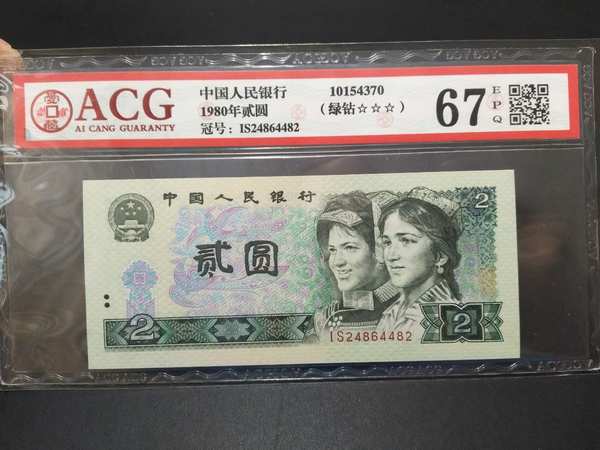 ACG
AI CANG GUARANTY
中国人民银行
1980年贰圆
冠号: IS24864482
10154370
(绿钻☆☆☆)
67
EPQ
中国人民银行
贰圆
2
2
2
IS24864482